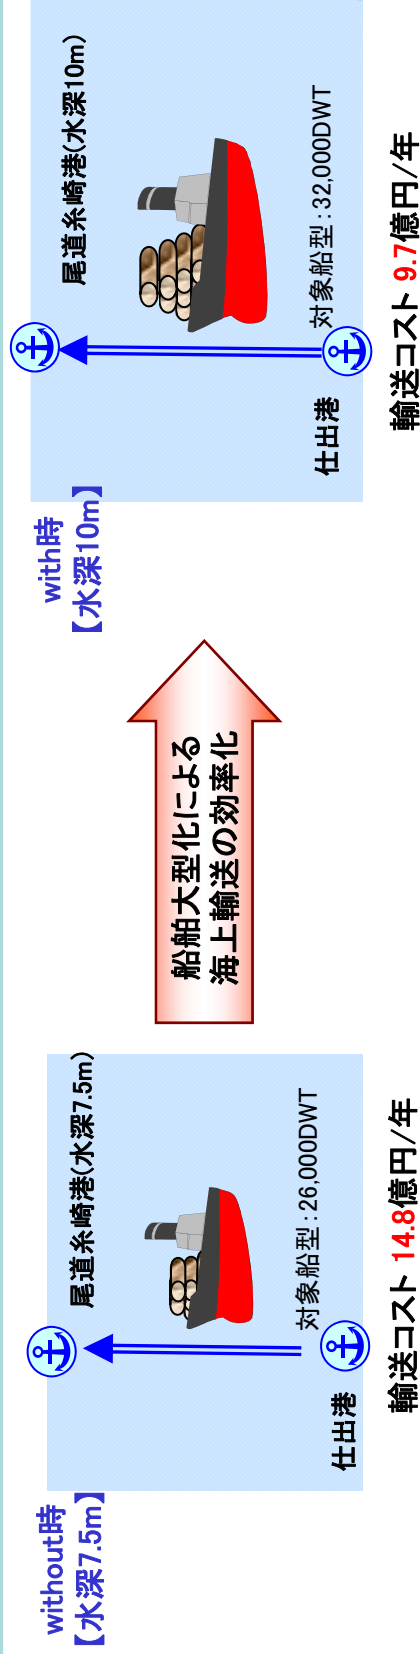 without時
【水深7.5m】
尾道糸崎港(水深7.5m)
対象船型：26,000DWT
仕出港
輸送コスト 14.8億円/年
船舶大型化による
海上輸送の効率化
with時
【水深10m】
尾道糸崎港(水深10m)
対象船型：32,000DWT
仕出港
輸送コスト 9.7億円/年